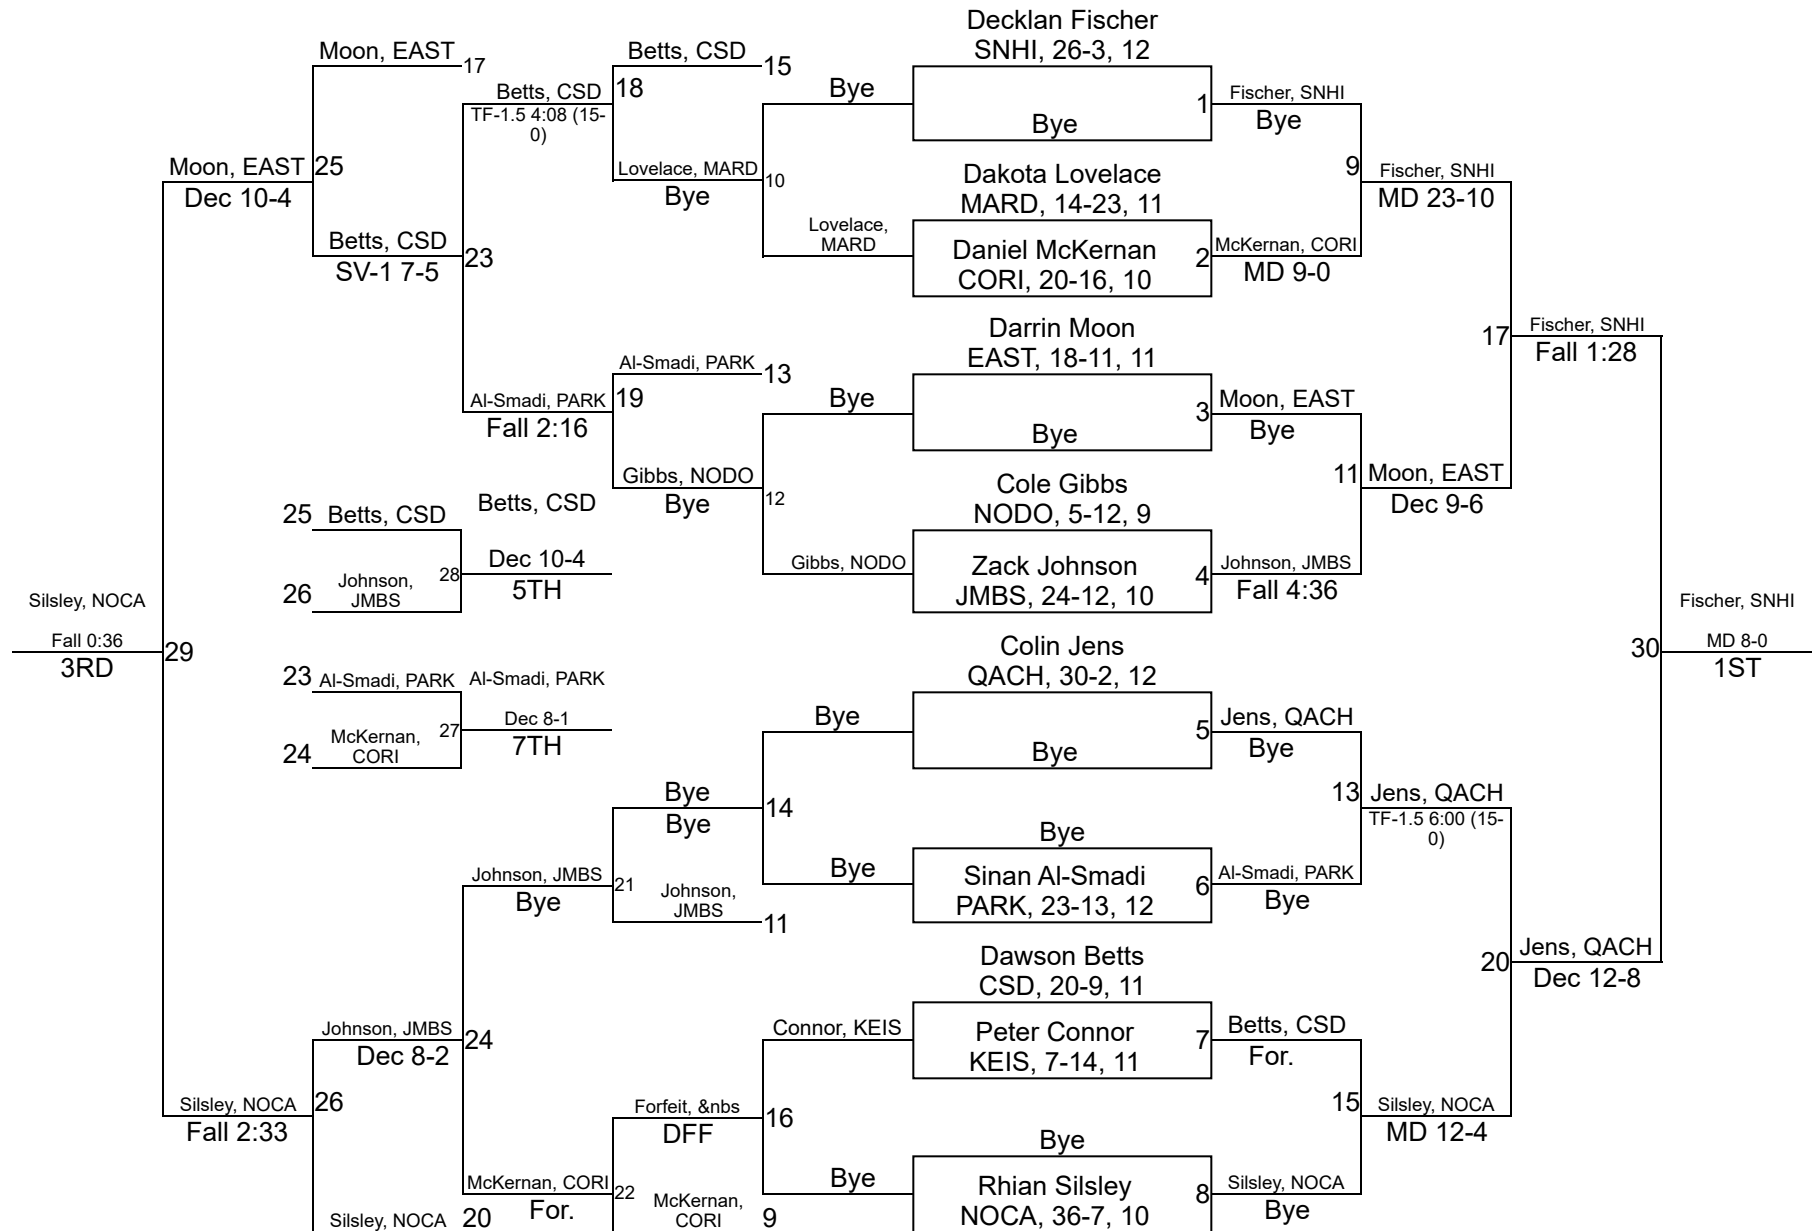 Decklan Fischer
SNHI, 26-3, 12
Moon, EAST
17
Betts, CSD
15
Betts, CSD
18
TF-1.5 4:08 (15-
0)
Bye
1
Fischer, SNHI
Bye
Bye
Moon, EAST
25
Dec 10-4
Lovelace, MARD
10
Bye
Dakota Lovelace
MARD, 14-23, 11
9
Fischer, SNHI
MD 23-10
Betts, CSD
23
SV-1 7-5
Lovelace,
MARD
Daniel McKernan
CORI, 20-16, 10
2
McKernan, CORI
MD 9-0
Darrin Moon
EAST, 18-11, 11
17
Fischer, SNHI
Fall 1:28
Al-Smadi, PARK
13
Al-Smadi, PARK
19
Fall 2:16
Bye
3
Moon, EAST
Bye
Bye
Gibbs, NODO
12
Bye
Cole Gibbs
NODO, 5-12, 9
11
Moon, EAST
Dec 9-6
25
Betts, CSD
Betts, CSD
26
Johnson,
JMBS
28
Dec 10-4
5TH
Gibbs, NODO
Zack Johnson
JMBS, 24-12, 10
4
Johnson, JMBS
Fall 4:36
Silsley, NOCA
Fall 0:36
3RD
29
Fischer, SNHI
30
MD 8-0
1ST
Colin Jens
QACH, 30-2, 12
23
Al-Smadi, PARK
Al-Smadi, PARK
24
McKernan,
CORI
27
Dec 8-1
7TH
Bye
5
Jens, QACH
Bye
Bye
Bye
14
Bye
13
Jens, QACH
TF-1.5 6:00 (15-
0)
Bye
Johnson, JMBS
21
Bye
Johnson,
JMBS
11
Bye
Sinan Al-Smadi
PARK, 23-13, 12
6
Al-Smadi, PARK
Bye
Dawson Betts
CSD, 20-9, 11
20
Jens, QACH
Dec 12-8
Johnson, JMBS
24
Dec 8-2
Connor, KEIS
Peter Connor
KEIS, 7-14, 11
7
Betts, CSD
For.
Silsley, NOCA
26
Fall 2:33
Forfeit, &nbs
16
DFF
15
Silsley, NOCA
MD 12-4
Bye
McKernan, CORI
22
For.
McKernan,
CORI
9
Bye
Rhian Silsley
NOCA, 36-7, 10
8
Silsley, NOCA
Bye
Silsley, NOCA
20